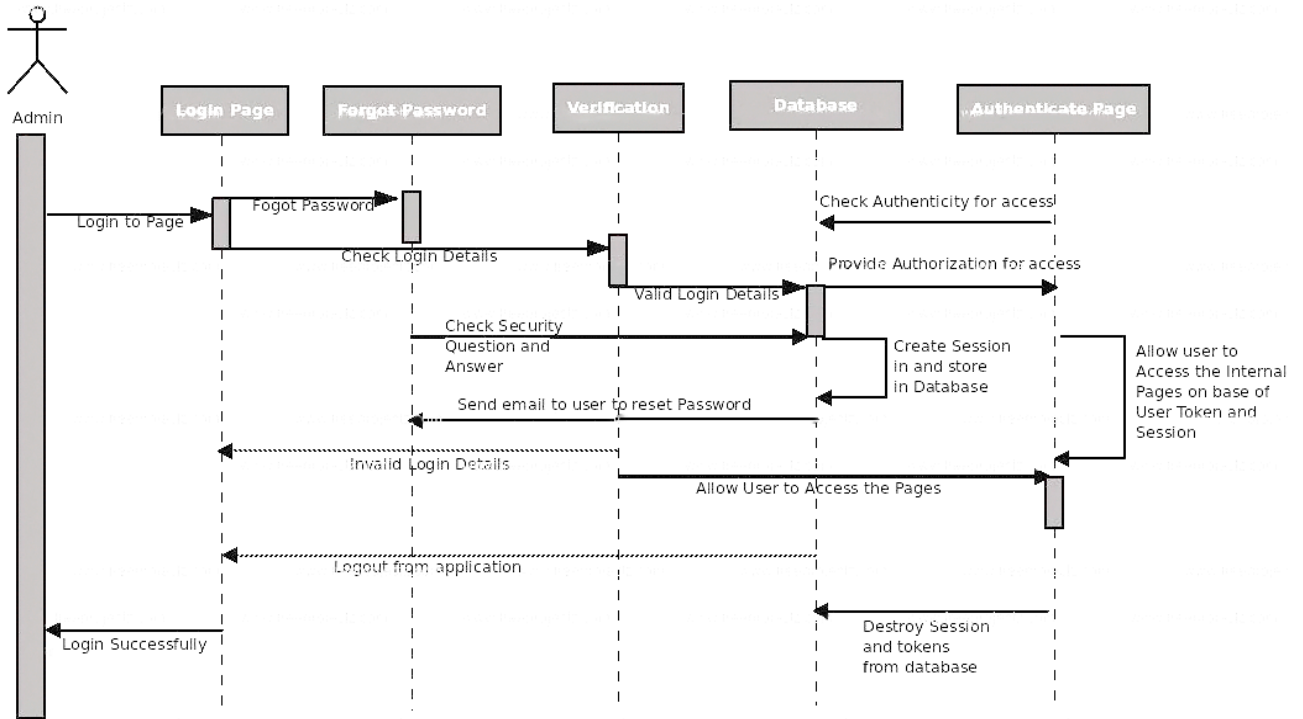 Admin
Login Page
Forgot Password
Verification
Database
Authenticate Page
Fogot Password
Login to Page
Check Authenticity for access
Check Login Details
Provide Authorization for access
Valid Login Details
Check Security
Question and
Answer
Create Session
in and store
in Database
Allow user to
Access the Internal
Pages on base of
User Token and
Session
Send email to user to reset Password
Invalid Login Details
Allow User to Access the Pages
Logout from application
Login Successfully
Destroy Session
and tokens
from database